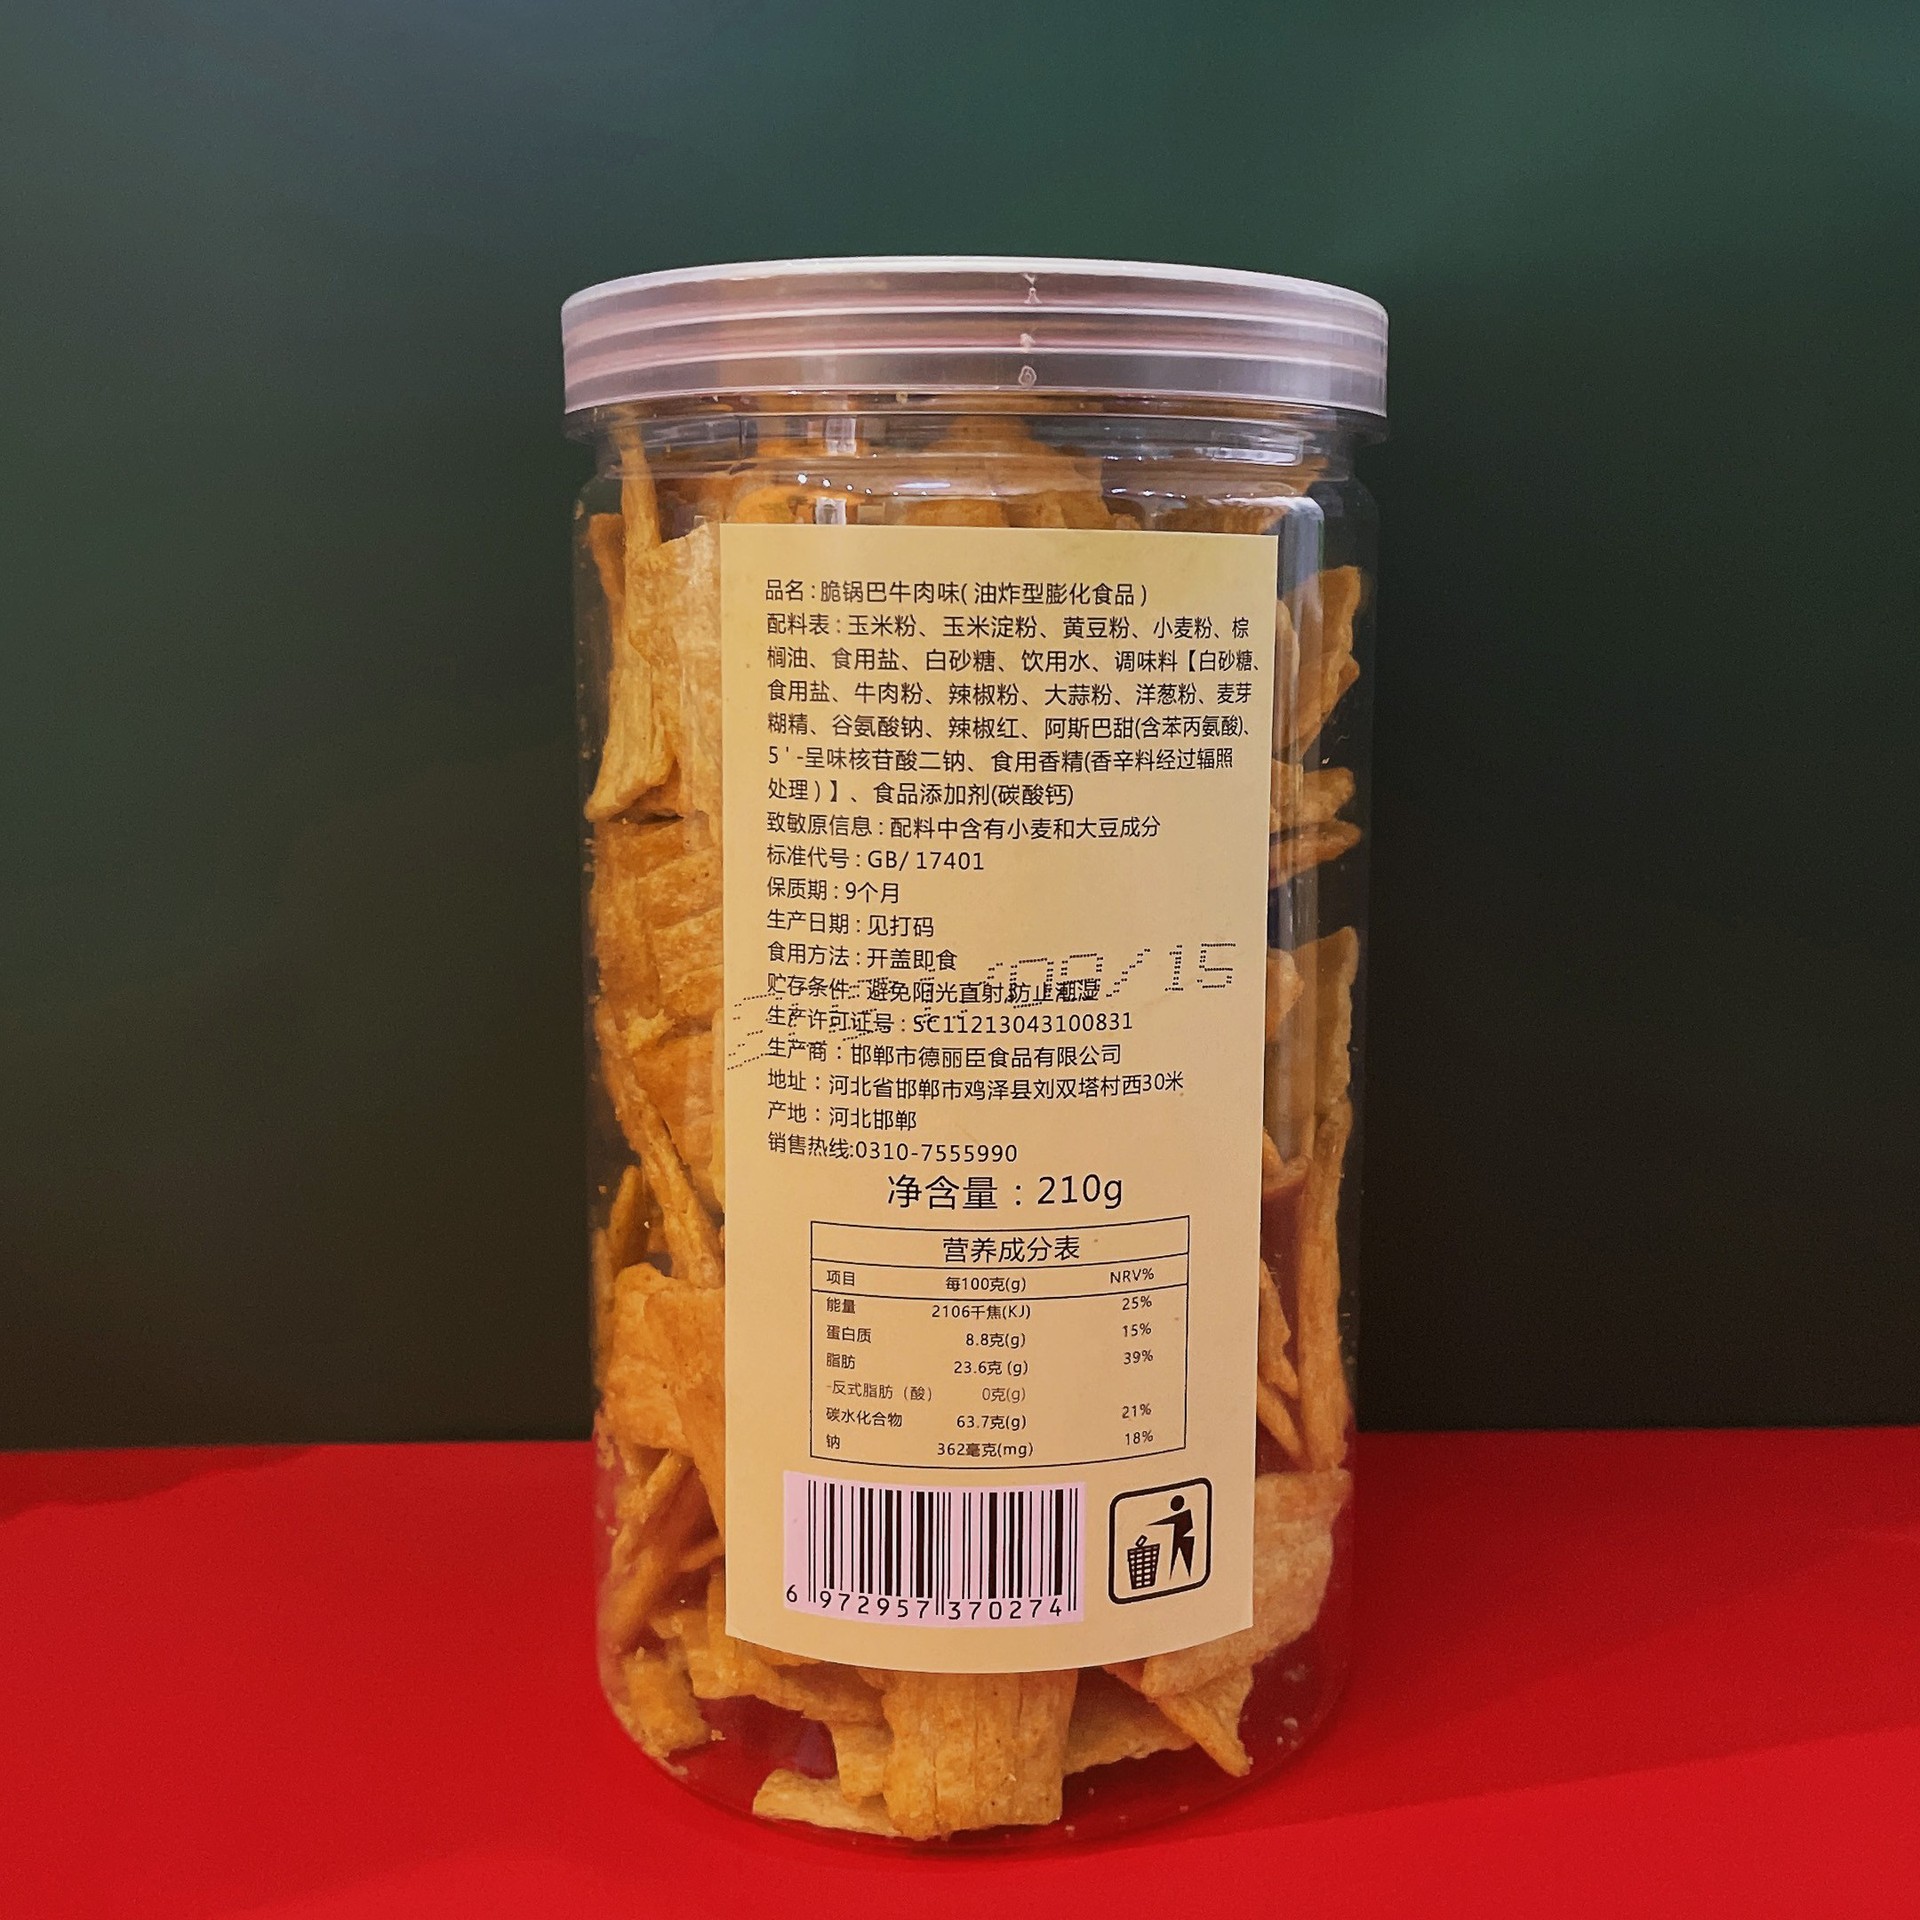 品名:脆锅巴牛肉味(油炸型膨化食品)
配料表:玉米粉、玉米淀粉、黄豆粉、小麦粉、棕
榈油、食用盐、白砂糖、饮用水、调味料【白砂糖、
食用盐、牛肉粉、辣椒粉、大蒜粉、洋葱粉、麦芽
糊精、谷氨酸钠、辣椒红、阿斯巴甜(含苯丙氨酸)、
5'-呈味核苷酸二钠、食用香精(香辛料经过辐照
处理)】、食品添加剂(碳酸钙)
致敏原信息:配料中含有小麦和大豆成分
标准代号:GB/ 17401
保质期:9个月
生产日期:见打码
食用方法:开盖即食
/08/15
贮存条件:避免阳光直射,防止潮湿
生产许可证号:SC11213043100831
生产商:邯郸市德丽臣食品有限公司
地址:河北省邯郸市鸡泽县刘双塔村西30米
产地:河北邯郸
销售热线:0310-7555990
净含量:210g
营养成分表
项目 每100克(g) NRV%
能量 2106千焦(KJ) 25%
蛋白质 8.8克(g) 15%
脂肪 23.6克(g) 39%
-反式脂肪(酸) 0克(g)
碳水化合物 63.7克(g) 21%
钠 362毫克(mg) 18%
6 972957 370274